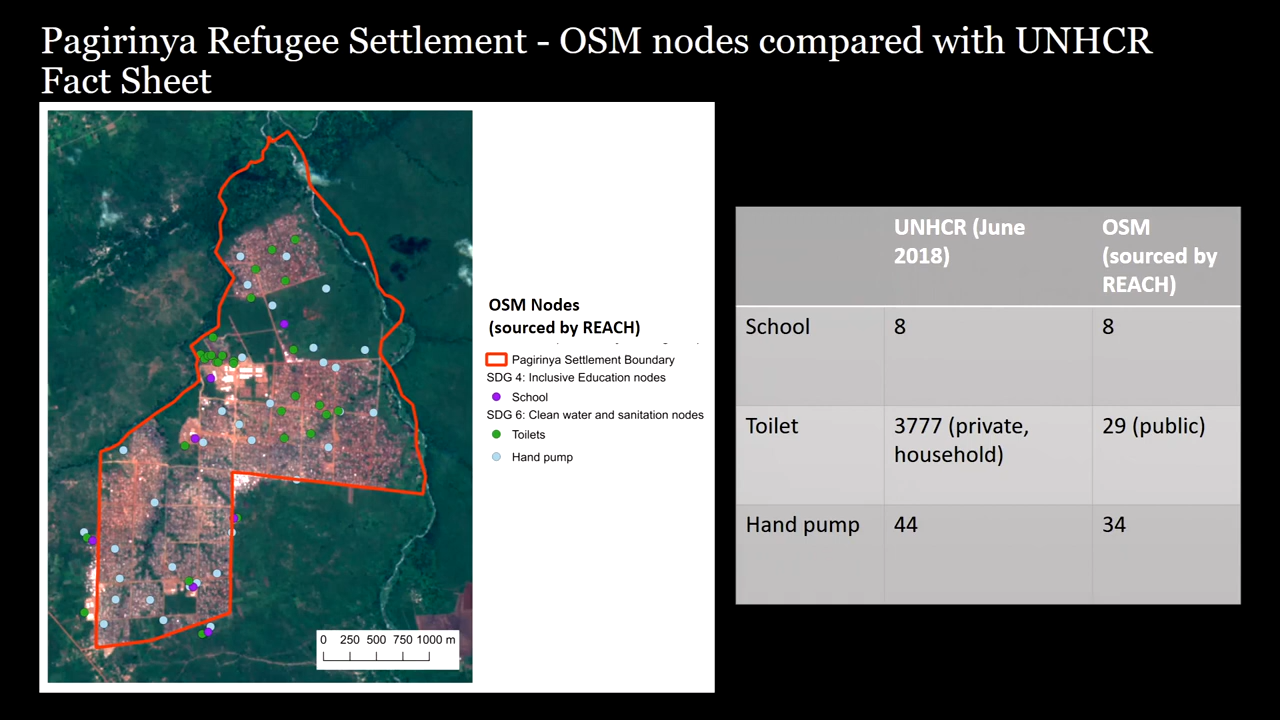 Pagirinya Refugee Settlement - OSM nodes compared with UNHCR
Fact Sheet
OSM Nodes
(sourced by REACH)
Pagirinya Settlement Boundary
SDG 4: Inclusive Education nodes
School
SDG 6: Clean water and sanitation nodes
Toilets
Hand pump
0 250 500 750 1000 m
UNHCR (June 2018) OSM (sourced by REACH)
School 8 8
Toilet 3777 (private, household) 29 (public)
Hand pump 44 34